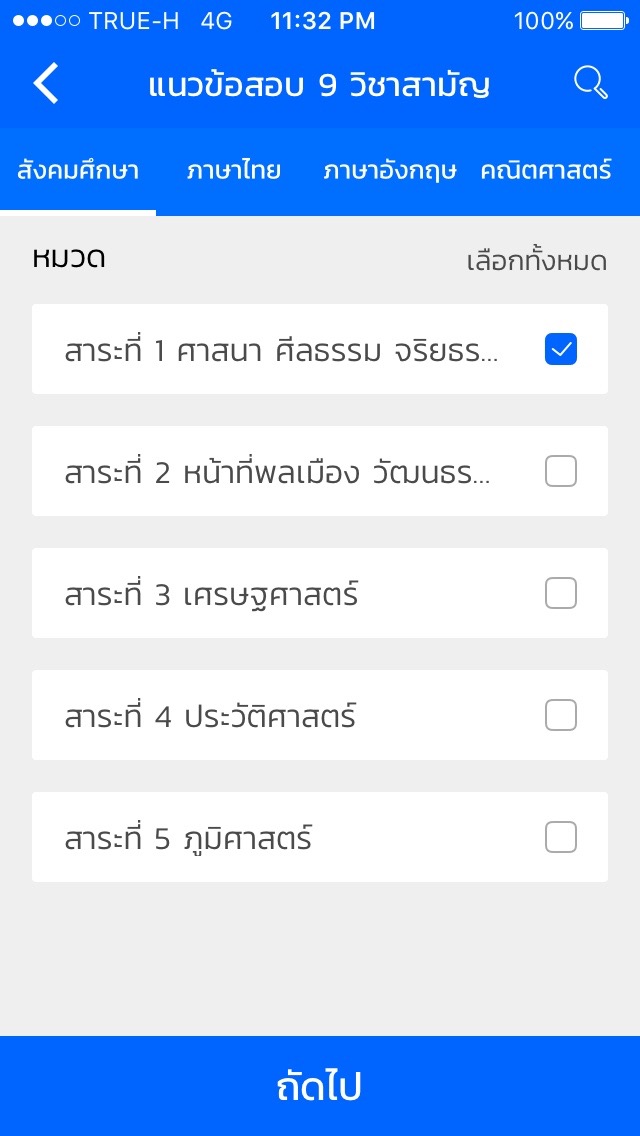 TRUE-H 4G 11:32 PM 100%
แนวข้อสอบ 9 วิชาสามัญ
สังคมศึกษา ภาษาไทย ภาษาอังกฤษ คณิตศาสตร์
หมวด เลือกทั้งหมด
สาระที่ 1 ศาสนา ศีลธรรม จริยธร...
สาระที่ 2 หน้าที่พลเมือง วัฒนธร...
สาระที่ 3 เศรษฐศาสตร์
สาระที่ 4 ประวัติศาสตร์
สาระที่ 5 ภูมิศาสตร์
ถัดไป